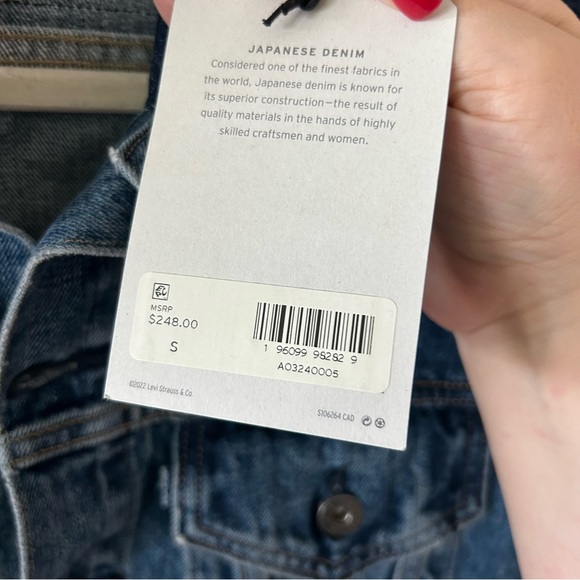 JAPANESE DENIM
Considered one of the finest fabrics in
the world, Japanese denim is known for
its superior construction—the result of
quality materials in the hands of highly
skilled craftsmen and women.
MSRP
$248.00
S
1 96099 98282 9
A03240005
©2022 Levi Strauss & Co.
S106264 CAD